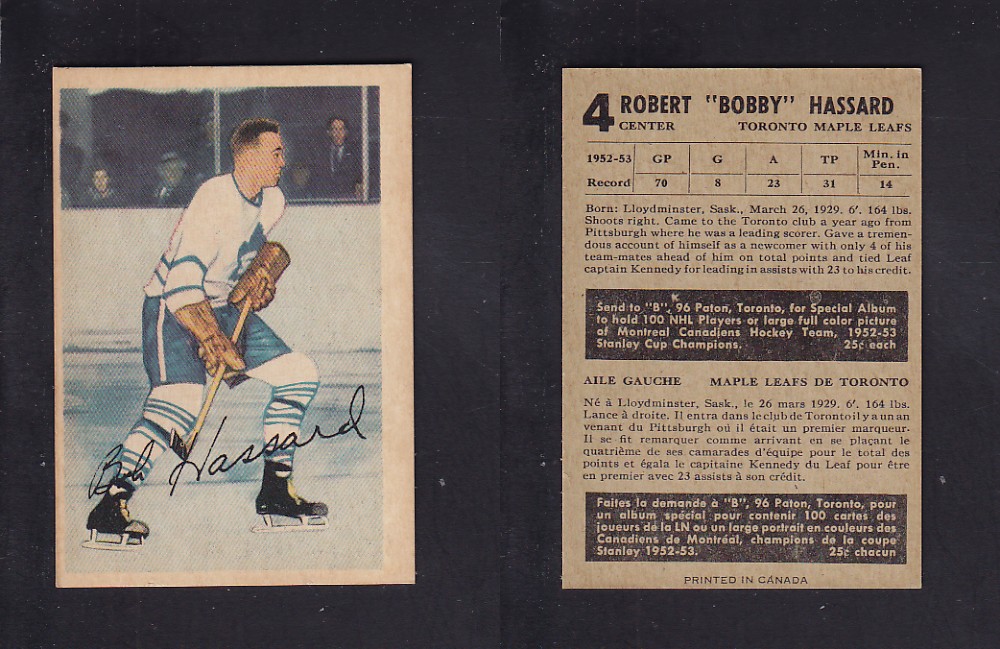 Bob Hassard
4 ROBERT "BOBBY" HASSARD
CENTER TORONTO MAPLE LEAFS
1952-53 GP G A TP Min. in Pen.
Record 70 8 23 31 14
Born: Lloydminster, Sask., March 26, 1929. 6'. 164 lbs.
Shoots right. Came to the Toronto club a year ago from
Pittsburgh where he was a leading scorer. Gave a tremen-
dous account of himself as a newcomer with only 4 of his
team-mates ahead of him on total points and tied Leaf
captain Kennedy for leading in assists with 23 to his credit.
Send to "B", 96 Paton, Toronto, for Special Album
to hold 100 NHL Players or large full color picture
of Montreal Canadiens Hockey Team, 1952-53
Stanley Cup Champions. 25¢ each
AILE GAUCHE MAPLE LEAFS DE TORONTO
Né à Lloydminster, Sask., le 26 mars 1929. 6'. 164 lbs.
Lance à droite. Il entra dans le club de Toronto il y a un an
venant du Pittsburgh oú il était un premier marqueur.
Il se fit remarquer comme arrivant en se plaçant le
quatrième de ses camarades d'équipe pour le total des
points et égala le capitaine Kennedy du Leaf pour être
en premier avec 23 assists à son crédit.
Faites la demande à "B", 96 Paton, Toronto, pour
un album spécial pour contenir 100 cartes des
joueurs de la LN ou un large portrait en couleurs des
Canadiens de Montréal, champions de la coupe
Stanley 1952-53. 25¢ chacun
PRINTED IN CANADA